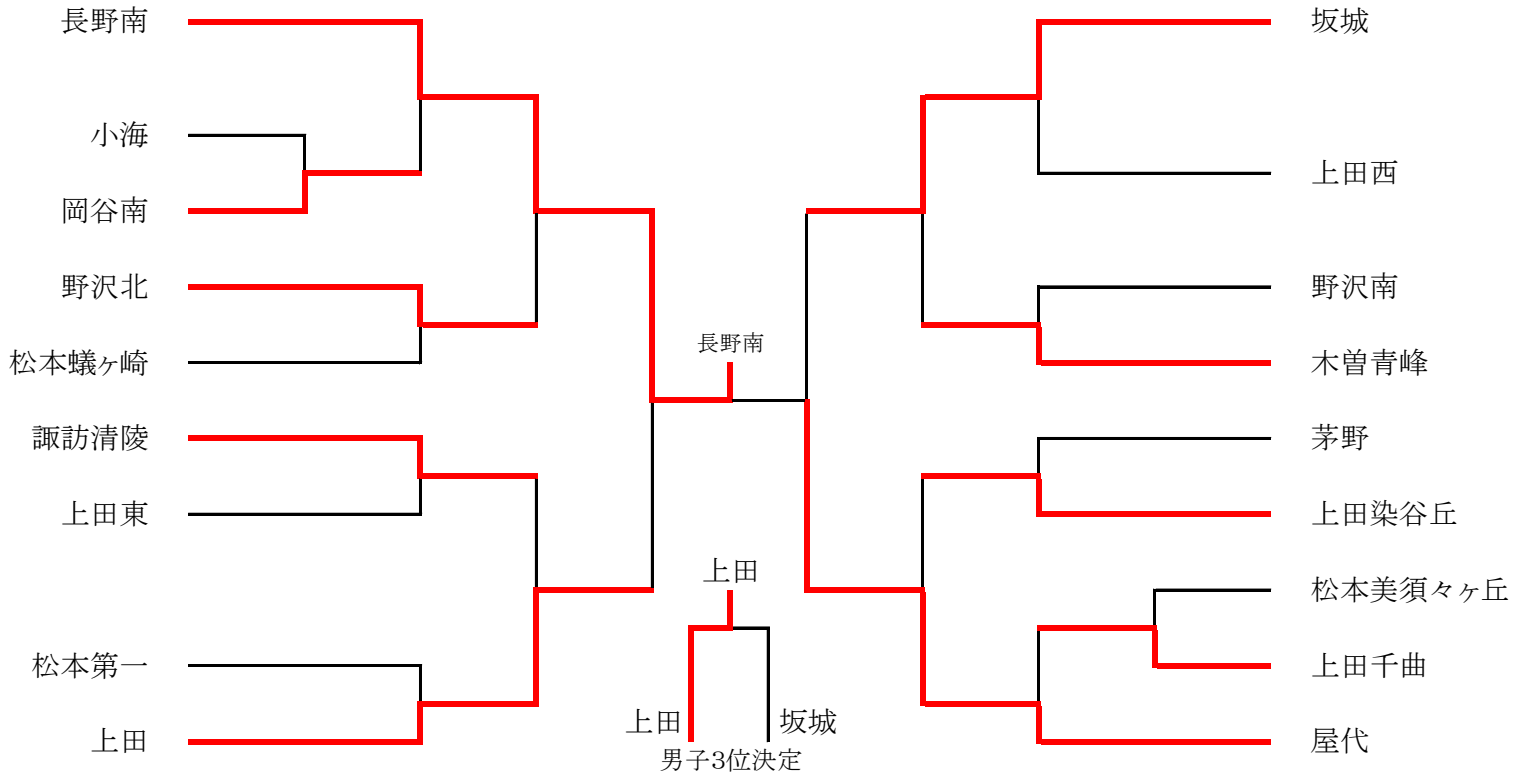 長野南
小海
岡谷南
野沢北
松本蟻ヶ崎
諏訪清陵
上田東
松本第一
上田
長野南
上田
上田
坂城
男子3位決定
坂城
上田西
野沢南
木曽青峰
茅野
上田染谷丘
松本美須々ヶ丘
上田千曲
屋代